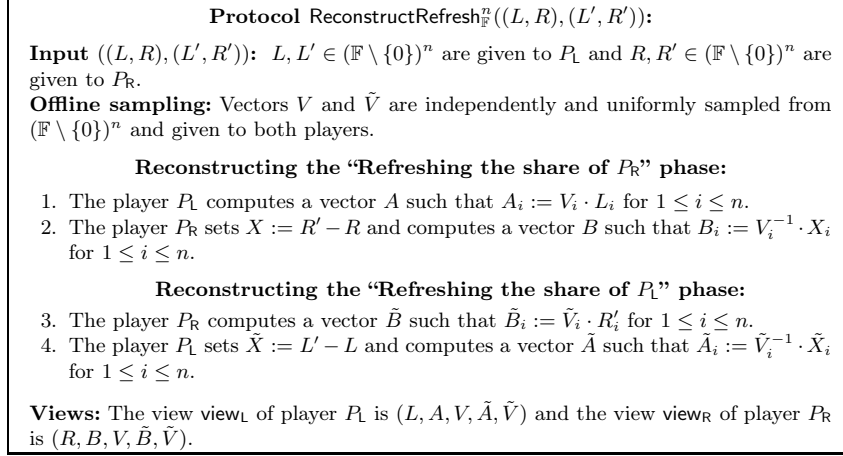 Protocol ReconstructRefresh^n_𝔽((L, R), (L′, R′)):
Input ((L, R), (L′, R′)): L, L′ ∈ (𝔽 \ {0})^n are given to P_L and R, R′ ∈ (𝔽 \ {0})^n are
given to P_R.
Offline sampling: Vectors V and Ṽ are independently and uniformly sampled from
(𝔽 \ {0})^n and given to both players.
Reconstructing the “Refreshing the share of P_R” phase:
1. The player P_L computes a vector A such that A_i := V_i · L_i for 1 ≤ i ≤ n.
2. The player P_R sets X := R′ − R and computes a vector B such that B_i := V_i^{−1} · X_i
for 1 ≤ i ≤ n.
Reconstructing the “Refreshing the share of P_L” phase:
3. The player P_R computes a vector B̃ such that B̃_i := Ṽ_i · R′_i for 1 ≤ i ≤ n.
4. The player P_L sets X̃ := L′ − L and computes a vector Ã such that Ã_i := Ṽ_i^{−1} · X̃_i
for 1 ≤ i ≤ n.
Views: The view view_L of player P_L is (L, A, V, Ã, Ṽ) and the view view_R of player P_R
is (R, B, V, B̃, Ṽ).